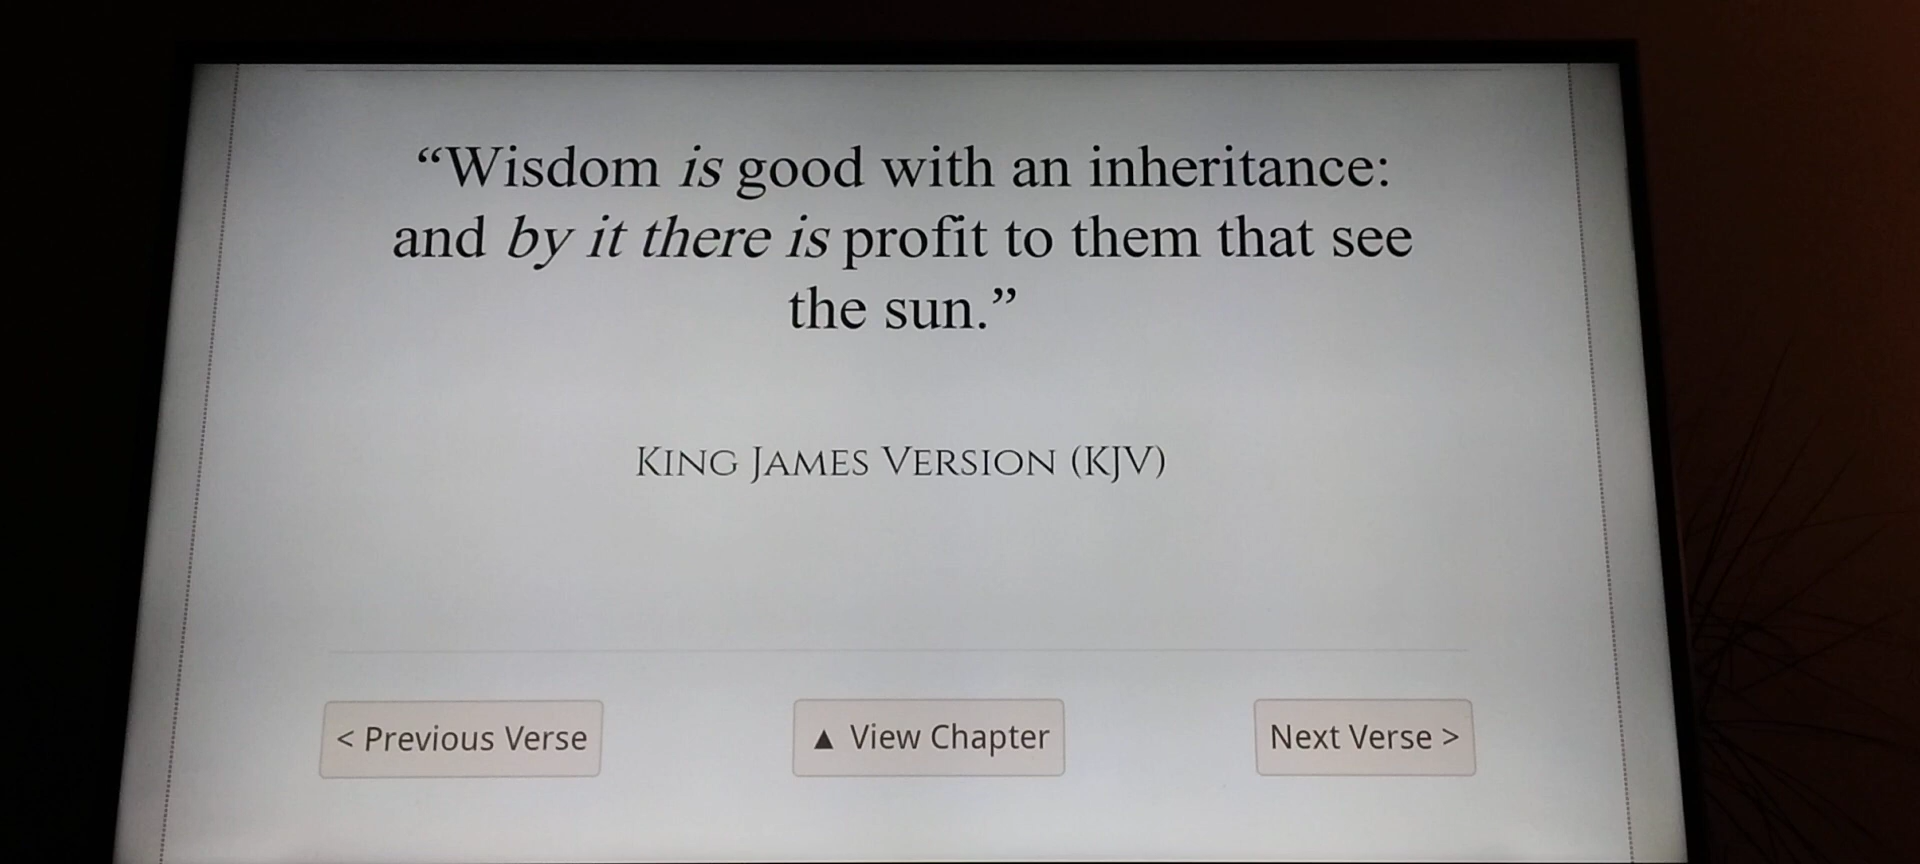 “Wisdom is good with an inheritance:
and by it there is profit to them that see
the sun.”
King James Version (KJV)
< Previous Verse
▲ View Chapter
Next Verse >